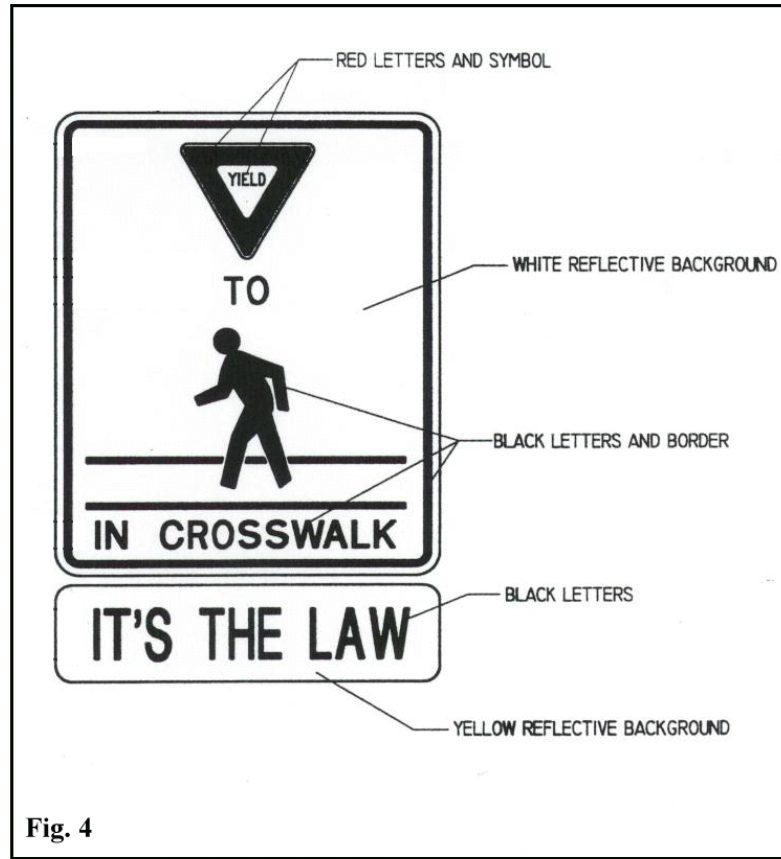 RED LETTERS AND SYMBOL
YIELD
WHITE REFLECTIVE BACKGROUND
TO
BLACK LETTERS AND BORDER
IN CROSSWALK
BLACK LETTERS
IT'S THE LAW
YELLOW REFLECTIVE BACKGROUND
Fig. 4